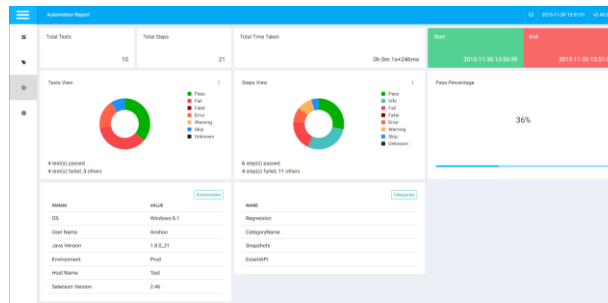 Automation Report
2015-11-30 13:51:01
Total Tests
10
Total Steps
21
Total Time Taken
0h 0m 1s+246ms
Start
2015-11-30 13:50:59
End
2015-11-30 13:51:
Tests View
Pass
Fail
Fatal
Error
Warning
Skip
Unknown
4 test(s) passed
4 test(s) failed, 3 others
Steps View
Pass
Info
Fail
Fatal
Error
Warning
Skip
Unknown
6 step(s) passed
4 step(s) failed, 11 others
Pass Percentage
36%
Environment
PARAM VALUE
OS Windows 8.1
User Name Anshoo
Java Version 1.8.0_31
Environment Prod
Host Name Test
Selenium Version 2.46
Categories
NAME
Regression
CategoryName
Snapshots
ExtentAPI